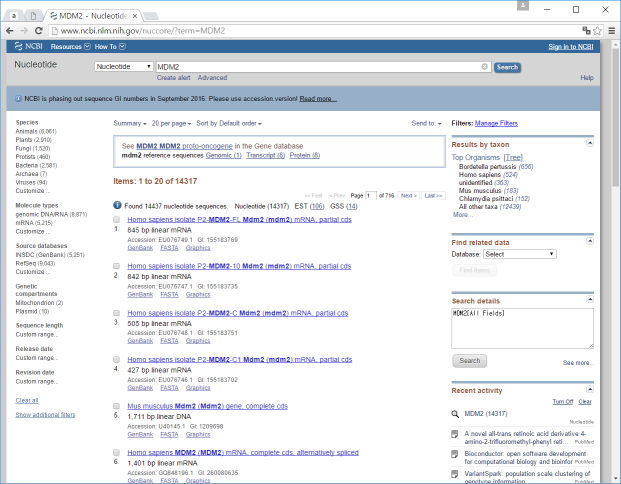 a
MDM2 - Nucleotide
www.ncbi.nlm.nih.gov/nuccore/?term=MDM2
NCBI Resources How To Sign in to NCBI
Nucleotide
Nucleotide
MDM2
Search
Create alert Advanced
Help
NCBI is phasing out sequence GI numbers in September 2016. Please use accession.version! Read more...
Species
Animals (6,061)
Plants (2,910)
Fungi (1,520)
Protists (460)
Bacteria (2,581)
Archaea (7)
Viruses (94)
Customize ...
Molecule types
genomic DNA/RNA (8,871)
mRNA (5,215)
Customize ...
Source databases
INSDC (GenBank) (5,251)
RefSeq (9,043)
Customize ...
Genetic
compartments
Mitochondrion (2)
Plasmid (10)
Sequence length
Custom range...
Release date
Custom range...
Revision date
Custom range...
Clear all
Show additional filters
Summary 20 per page Sort by Default order
Send to:
See MDM2 MDM2 proto-oncogene in the Gene database
mdm2 reference sequences Genomic (1) Transcript (8) Protein (8)
Items: 1 to 20 of 14317
<< First < Prev Page 1 of 716 Next > Last >>
Found 14437 nucleotide sequences. Nucleotide (14317) EST (106) GSS (14)
Homo sapiens isolate P2-MDM2-FL Mdm2 (mdm2) mRNA, partial cds
1. 845 bp linear mRNA
Accession: EU076749.1 GI: 155183769
GenBank FASTA Graphics
Homo sapiens isolate P2-MDM2-10 Mdm2 (mdm2) mRNA, partial cds
2. 842 bp linear mRNA
Accession: EU076747.1 GI: 155183735
GenBank FASTA Graphics
Homo sapiens isolate P2-MDM2-C Mdm2 (mdm2) mRNA, partial cds
3. 505 bp linear mRNA
Accession: EU076748.1 GI: 155183751
GenBank FASTA Graphics
Homo sapiens isolate P2-MDM2-C1 Mdm2 (mdm2) mRNA, partial cds
4. 427 bp linear mRNA
Accession: EU076746.1 GI: 155183702
GenBank FASTA Graphics
Mus musculus Mdm2 (Mdm2) gene, complete cds
5. 1,711 bp linear DNA
Accession: U40145.1 GI: 1209698
GenBank FASTA Graphics
Homo sapiens MDM2 (MDM2) mRNA, complete cds, alternatively spliced
6. 1,401 bp linear mRNA
Accession: GQ848196.1 GI: 260080635
GenBank FASTA Graphics
Filters: Manage Filters
Results by taxon
Top Organisms [Tree]
Bordetella pertussis (656)
Homo sapiens (524)
unidentified (363)
Mus musculus (183)
Chlamydia psittaci (152)
All other taxa (12439)
More...
Find related data
Database: Select
Find items
Search details
MDM2[All Fields]
Search
See more...
Recent activity
Turn Off Clear
MDM2 (14317)
Nucleotide
A novel all-trans retinoic acid derivative 4-
amino-2-trifluoromethyl-phenyl reti... PubMed
Bioconductor: open software development
for computational biology and bioinfor PubMed
VariantSpark: population scale clustering of
genotype information